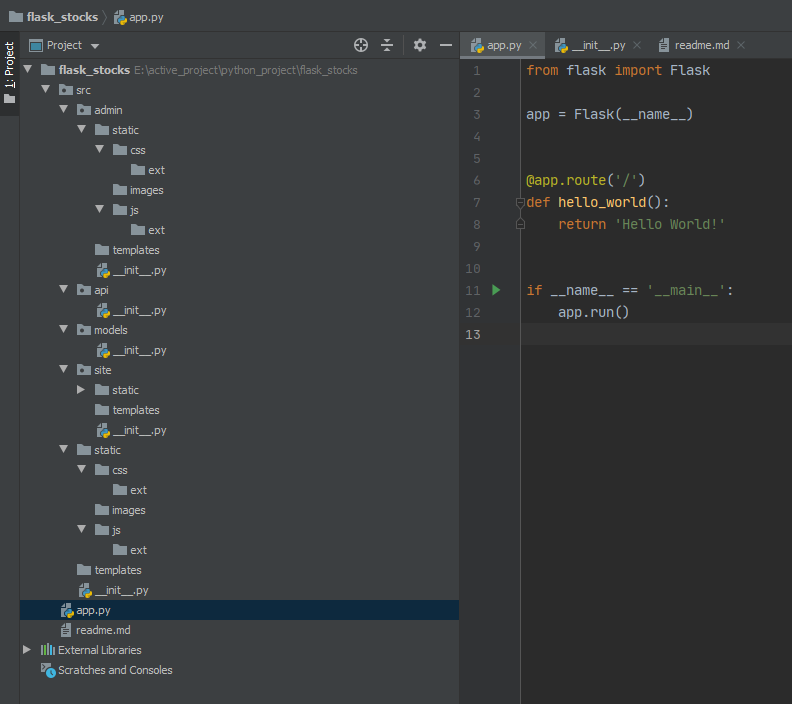 flask_stocks app.py
1: Project
Project
flask_stocks E:\active_project\python_project\flask_stocks
src
admin
static
css
ext
images
js
ext
templates
__init__.py
api
__init__.py
models
__init__.py
site
static
templates
__init__.py
static
css
ext
images
js
ext
templates
__init__.py
app.py
readme.md
External Libraries
Scratches and Consoles
app.py __init__.py readme.md
1 from flask import Flask
2
3 app = Flask(__name__)
4
5
6 @app.route('/')
7 def hello_world():
8     return 'Hello World!'
9
10
11 if __name__ == '__main__':
12     app.run()
13